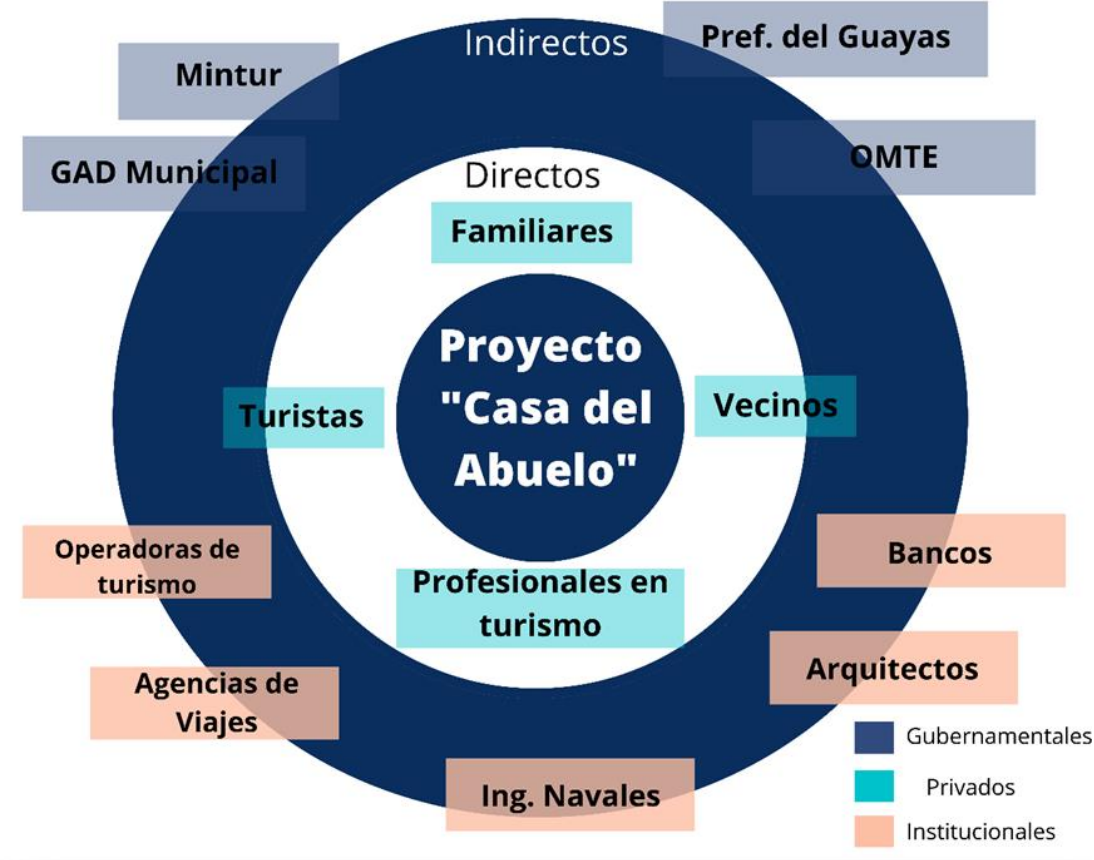 Indirectos
Pref. del Guayas
Mintur
GAD Municipal
OMTE
Directos
Familiares
Proyecto
"Casa del
Abuelo"
Turistas
Vecinos
Operadoras de
turismo
Bancos
Profesionales en
turismo
Agencias de
Viajes
Arquitectos
Ing. Navales
Gubernamentales
Privados
Institucionales